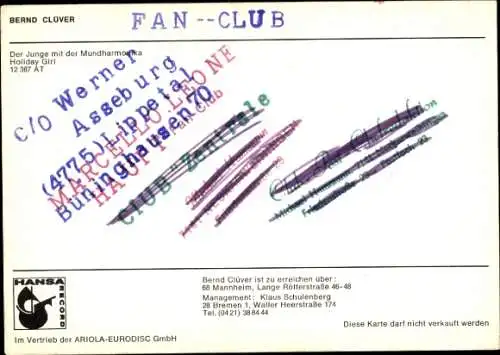 BERND CLÜVER
FAN--CLUB
Der Junge mit der Mundharmonika
Holiday Girl
12 367 AT
C/O Werner
Asseburg
(4775) Lippetal
Büninghausen 70
MARCELLO LEONE
HAUPT
Club
CLUB Zentrale
Bernd Clüver ist zu erreichen über:
68 Mannheim, Lange Rötterstraße 46-48
Management: Klaus Schulenberg
28 Bremen 1, Waller Heerstraße 174
Tel. (0421) 38 84 44
Diese Karte darf nicht verkauft werden
HANSA
RECORD
Im Vertrieb der ARIOLA-EURODISC GmbH